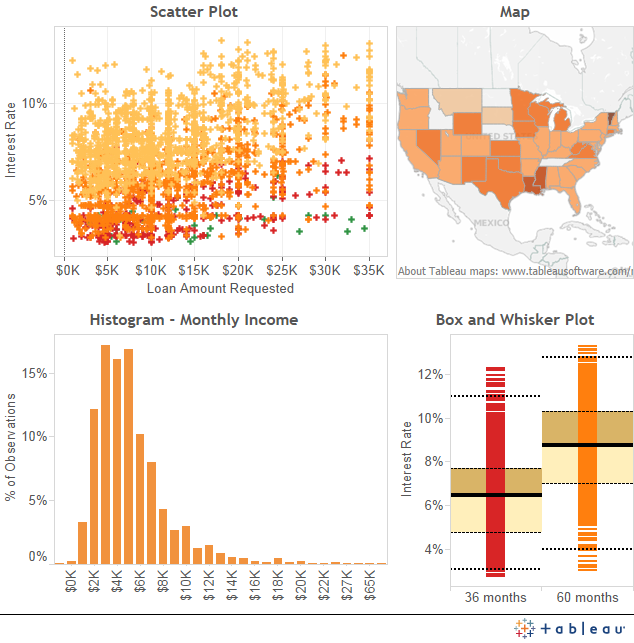 Scatter Plot
Interest Rate
10%
5%
$0K $5K $10K $15K $20K $25K $30K $35K
Loan Amount Requested
Map
MEXICO
About Tableau maps: www.tableausoftware.com/
Histogram - Monthly Income
% of Observations
15%
10%
5%
0%
$0K $2K $4K $6K $8K $10K $12K $14K $16K $18K $20K $22K $27K $65K
Box and Whisker Plot
Interest Rate
12%
10%
8%
6%
4%
36 months 60 months
+ableau